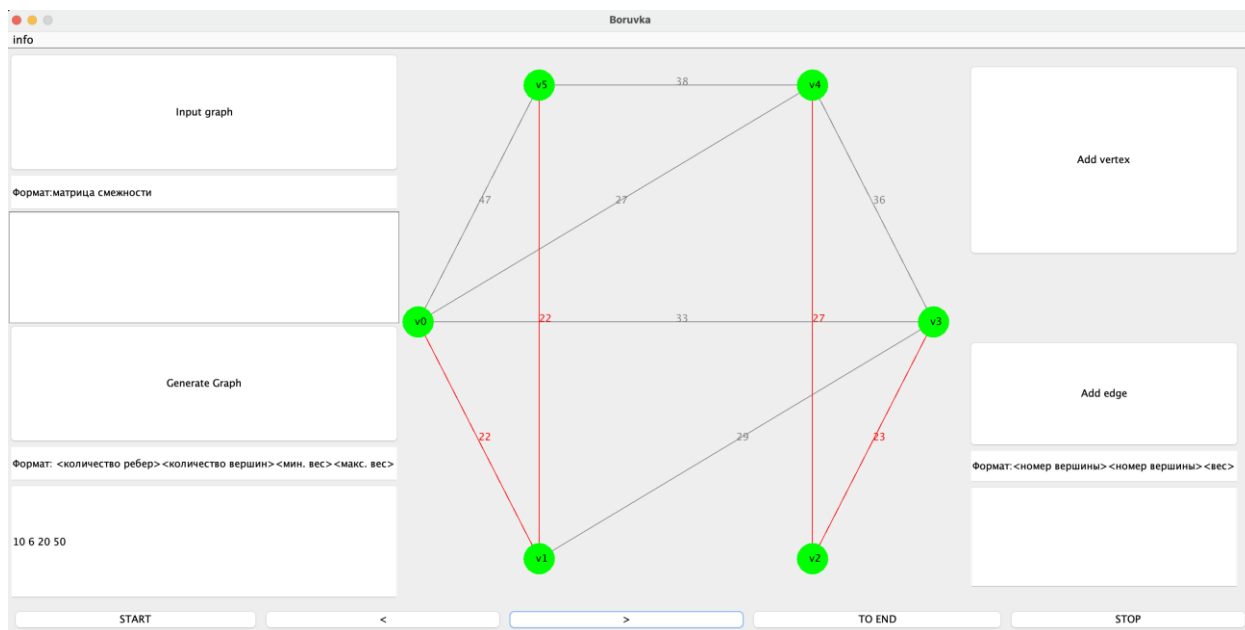 Boruvka
info
Input graph
Формат:матрица смежности
Generate Graph
Формат: <количество ребер><количество вершин><мин. вес><макс. вес>
10 6 20 50
v5
38
v4
47
27
36
v0
22
33
27
v3
22
29
23
v1
v2
Add vertex
Add edge
Формат:<номер вершины><номер вершины><вес>
START
<
>
TO END
STOP